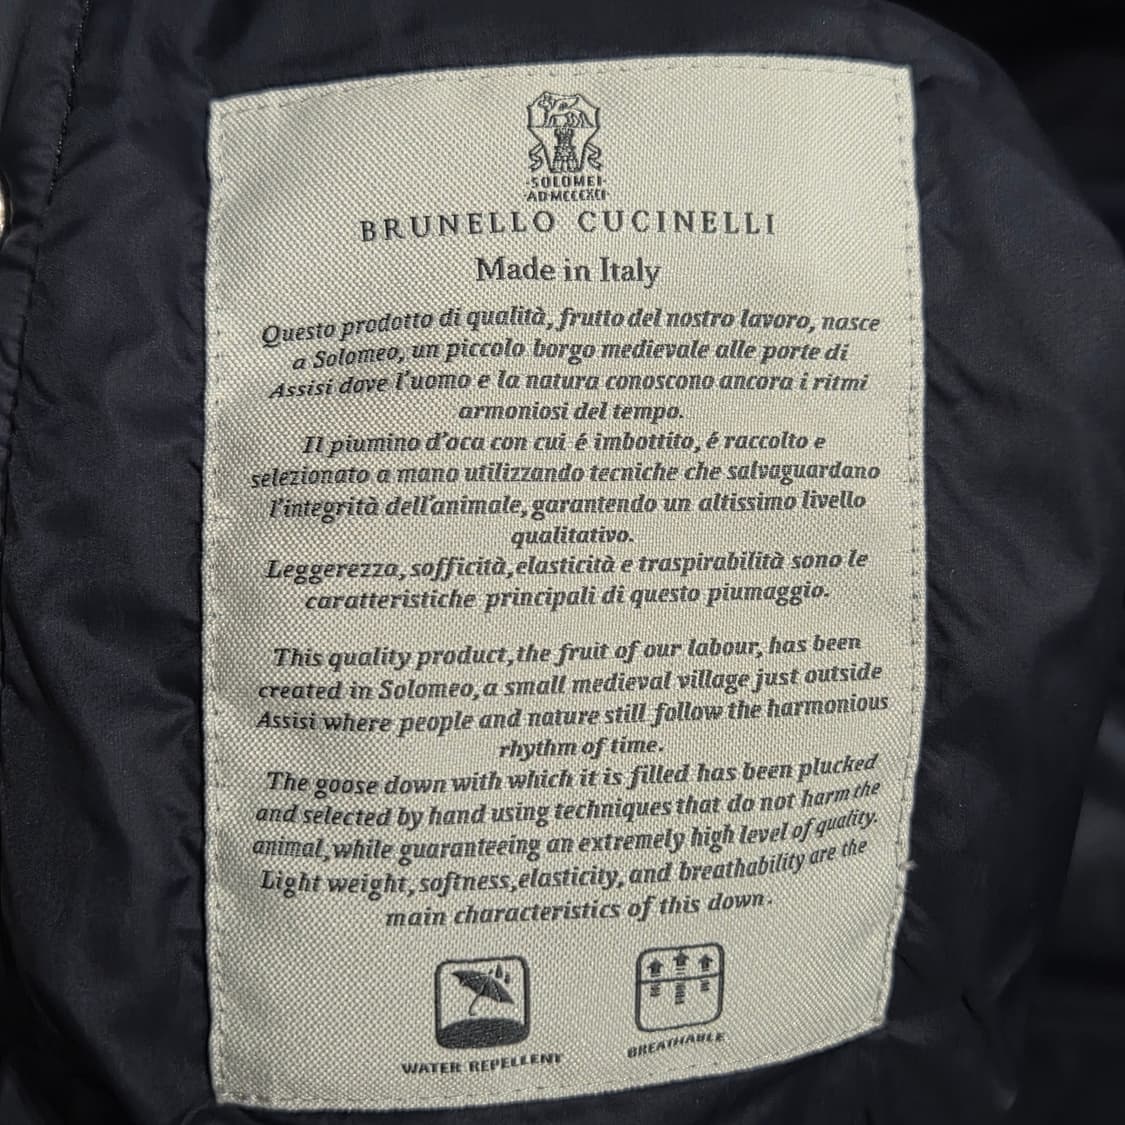 ·SOLOMEI·
·AD·MCCCXCI·
BRUNELLO CUCINELLI
Made in Italy
Questo prodotto di qualità, frutto del nostro lavoro, nasce
a Solomeo, un piccolo borgo medievale alle porte di
Assisi dove l'uomo e la natura conoscono ancora i ritmi
armoniosi del tempo.
Il piumino d'oca con cui é imbottito, é raccolto e
selezionato a mano utilizzando tecniche che salvaguardano
l'integrità dell'animale, garantendo un altissimo livello
qualitativo.
Leggerezza, sofficità, elasticità e traspirabilità sono le
caratteristiche principali di questo piumaggio.
This quality product, the fruit of our labour, has been
created in Solomeo, a small medieval village just outside
Assisi where people and nature still follow the harmonious
rhythm of time.
The goose down with which it is filled has been plucked
and selected by hand using techniques that do not harm the
animal, while guaranteeing an extremely high level of quality.
Light weight, softness, elasticity, and breathability are the
main characteristics of this down.
WATER REPELLENT
BREATHABLE